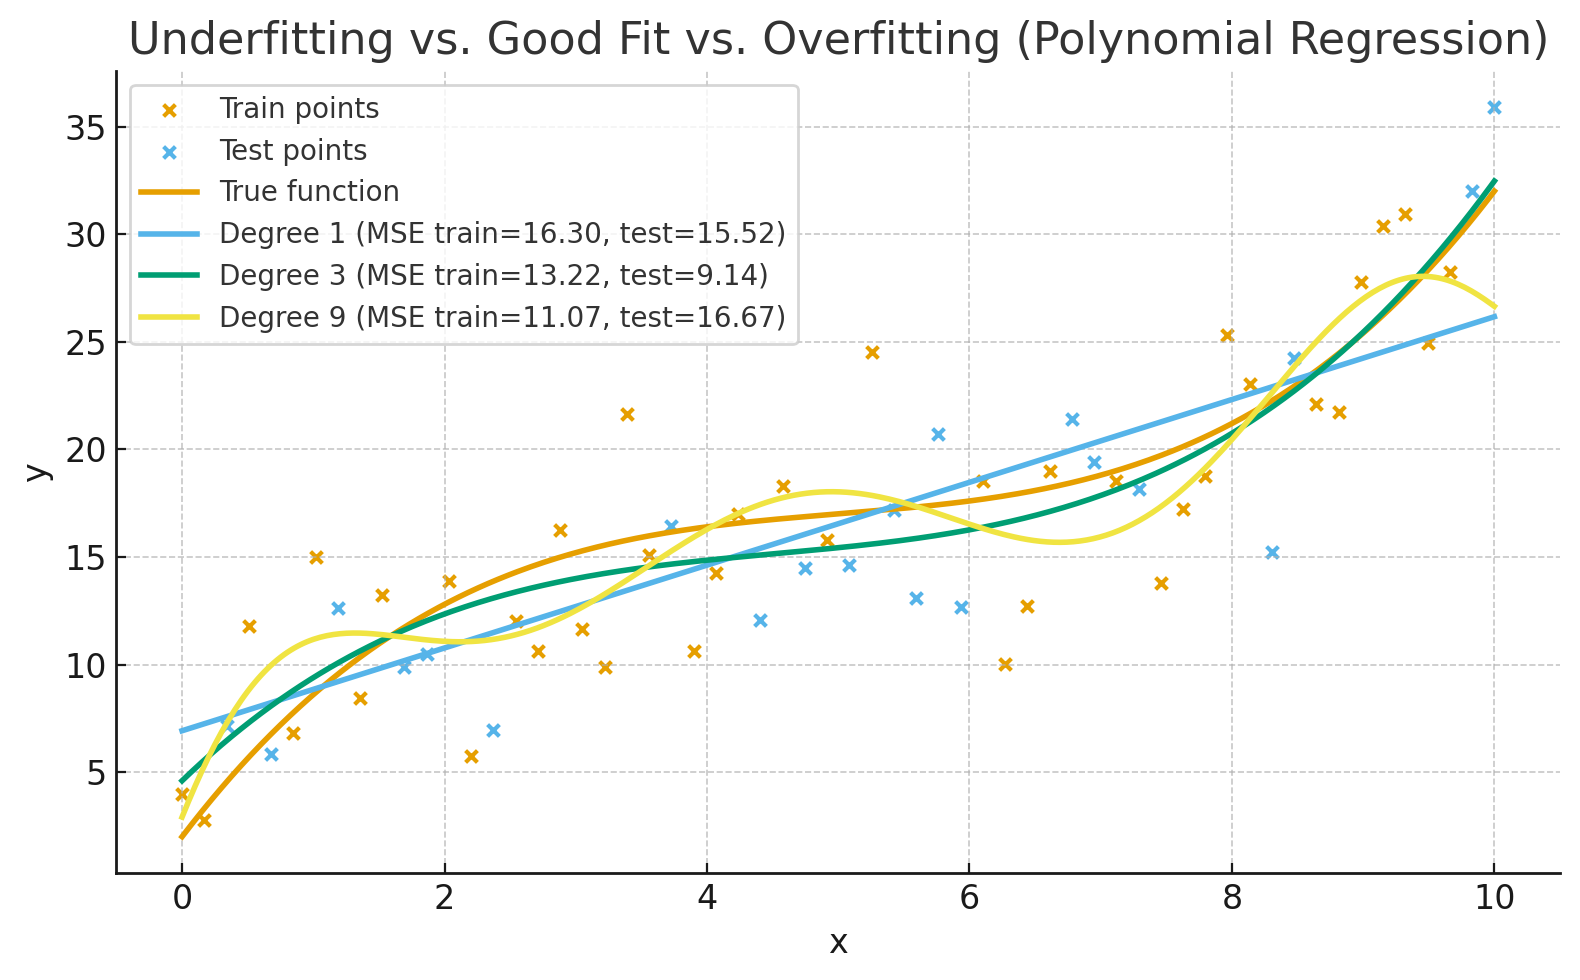 Underfitting vs. Good Fit vs. Overfitting (Polynomial Regression)
Train points
Test points
True function
Degree 1 (MSE train=16.30, test=15.52)
Degree 3 (MSE train=13.22, test=9.14)
Degree 9 (MSE train=11.07, test=16.67)
35
30
25
20
15
10
5
y
0 2 4 6 8 10
x